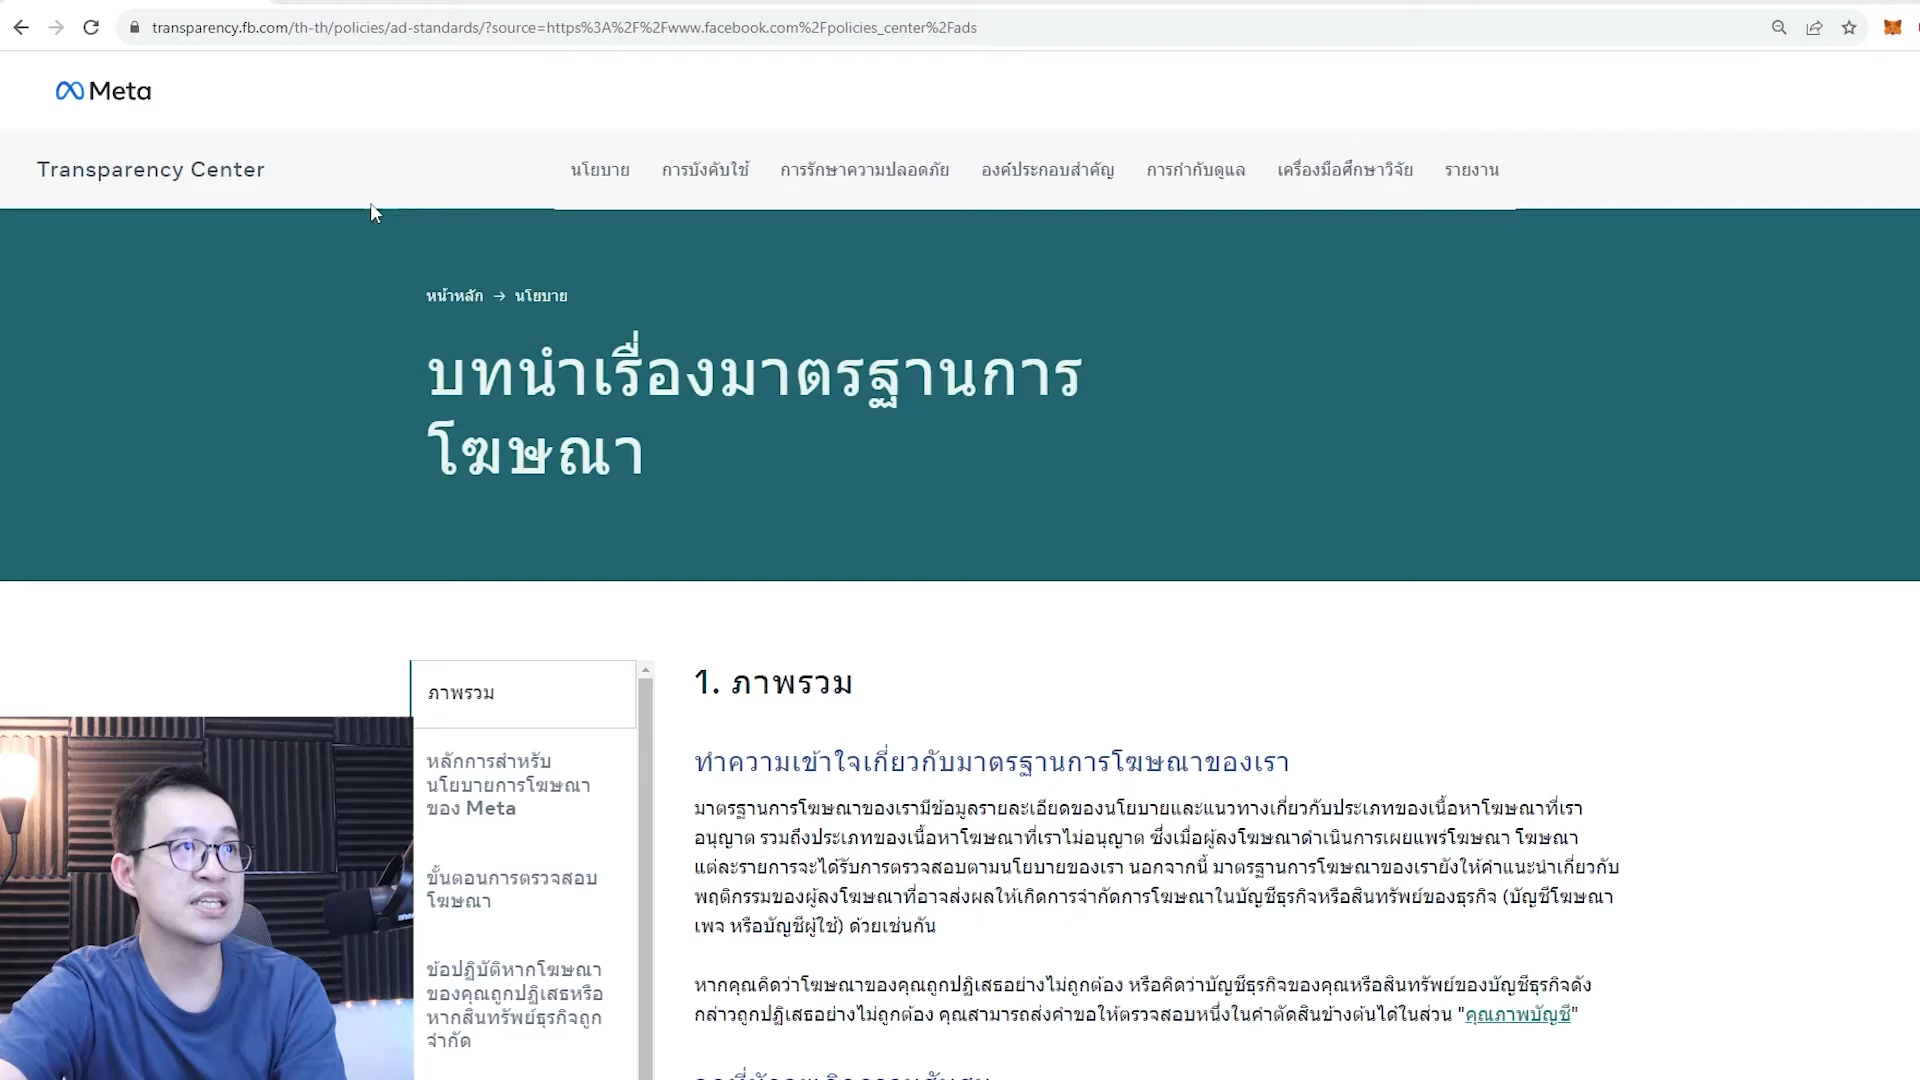 transparency.fb.com/th-th/policies/ad-standards/?source=https%3A%2F%2Fwww.facebook.com%2Fpolicies_center%2Fads
Meta
Transparency Center
นโยบาย การบังคับใช้ การรักษาความปลอดภัย องค์ประกอบสำคัญ การกำกับดูแล เครื่องมือศึกษาวิจัย รายงาน
หน้าหลัก → นโยบาย
บทนำเรื่องมาตรฐานการ
โฆษณา
ภาพรวม
หลักการสำหรับ
นโยบายการโฆษณา
ของ Meta
ขั้นตอนการตรวจสอบ
โฆษณา
ข้อปฏิบัติหากโฆษณา
ของคุณถูกปฏิเสธหรือ
หากสินทรัพย์ธุรกิจถูก
จำกัด
1. ภาพรวม
ทำความเข้าใจเกี่ยวกับมาตรฐานการโฆษณาของเรา
มาตรฐานการโฆษณาของเรามีข้อมูลรายละเอียดของนโยบายและแนวทางเกี่ยวกับประเภทของเนื้อหาโฆษณาที่เรา
อนุญาต รวมถึงประเภทของเนื้อหาโฆษณาที่เราไม่อนุญาต ซึ่งเมื่อผู้ลงโฆษณาดำเนินการเผยแพร่โฆษณา โฆษณา
แต่ละรายการจะได้รับการตรวจสอบตามนโยบายของเรา นอกจากนี้ มาตรฐานการโฆษณาของเรายังให้คำแนะนำเกี่ยวกับ
พฤติกรรมของผู้ลงโฆษณาที่อาจส่งผลให้เกิดการจำกัดการโฆษณาในบัญชีธุรกิจหรือสินทรัพย์ของธุรกิจ (บัญชีโฆษณา
เพจ หรือบัญชีผู้ใช้) ด้วยเช่นกัน
หากคุณคิดว่าโฆษณาของคุณถูกปฏิเสธอย่างไม่ถูกต้อง หรือคิดว่าบัญชีธุรกิจของคุณหรือสินทรัพย์ของบัญชีธุรกิจดัง
กล่าวถูกปฏิเสธอย่างไม่ถูกต้อง คุณสามารถส่งคำขอให้ตรวจสอบหนึ่งในคำตัดสินข้างต้นได้ในส่วน "คุณภาพบัญชี"